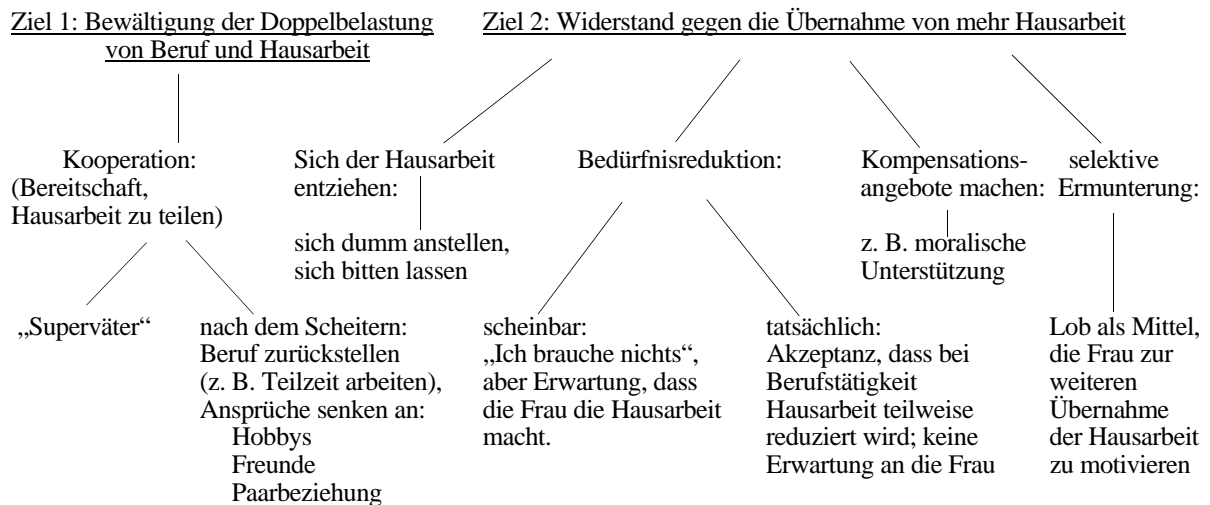 Ziel 1: Bewältigung der Doppelbelastung
von Beruf und Hausarbeit
Ziel 2: Widerstand gegen die Übernahme von mehr Hausarbeit
Kooperation:
(Bereitschaft,
Hausarbeit zu teilen)
Sich der Hausarbeit
entziehen:
Bedürfnisreduktion:
Kompensations-
angebote machen:
selektive
Ermunterung:
sich dumm anstellen,
sich bitten lassen
z. B. moralische
Unterstützung
„Superväter“
nach dem Scheitern:
Beruf zurückstellen
(z. B. Teilzeit arbeiten),
Ansprüche senken an:
Hobbys
Freunde
Paarbeziehung
scheinbar:
„Ich brauche nichts“,
aber Erwartung, dass
die Frau die Hausarbeit
macht.
tatsächlich:
Akzeptanz, dass bei
Berufstätigkeit
Hausarbeit teilweise
reduziert wird; keine
Erwartung an die Frau
Lob als Mittel,
die Frau zur
weiteren
Übernahme
der Hausarbeit
zu motivieren